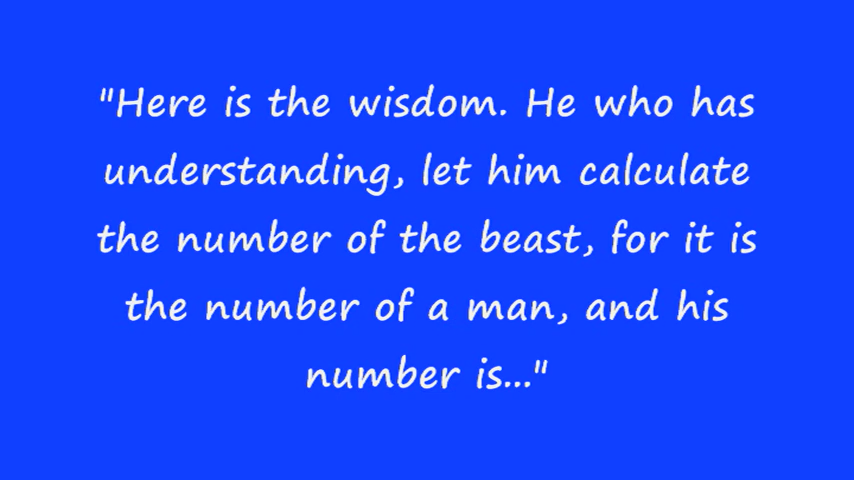 "Here is the wisdom. He who has
understanding, let him calculate
the number of the beast, for it is
the number of a man, and his
number is..."